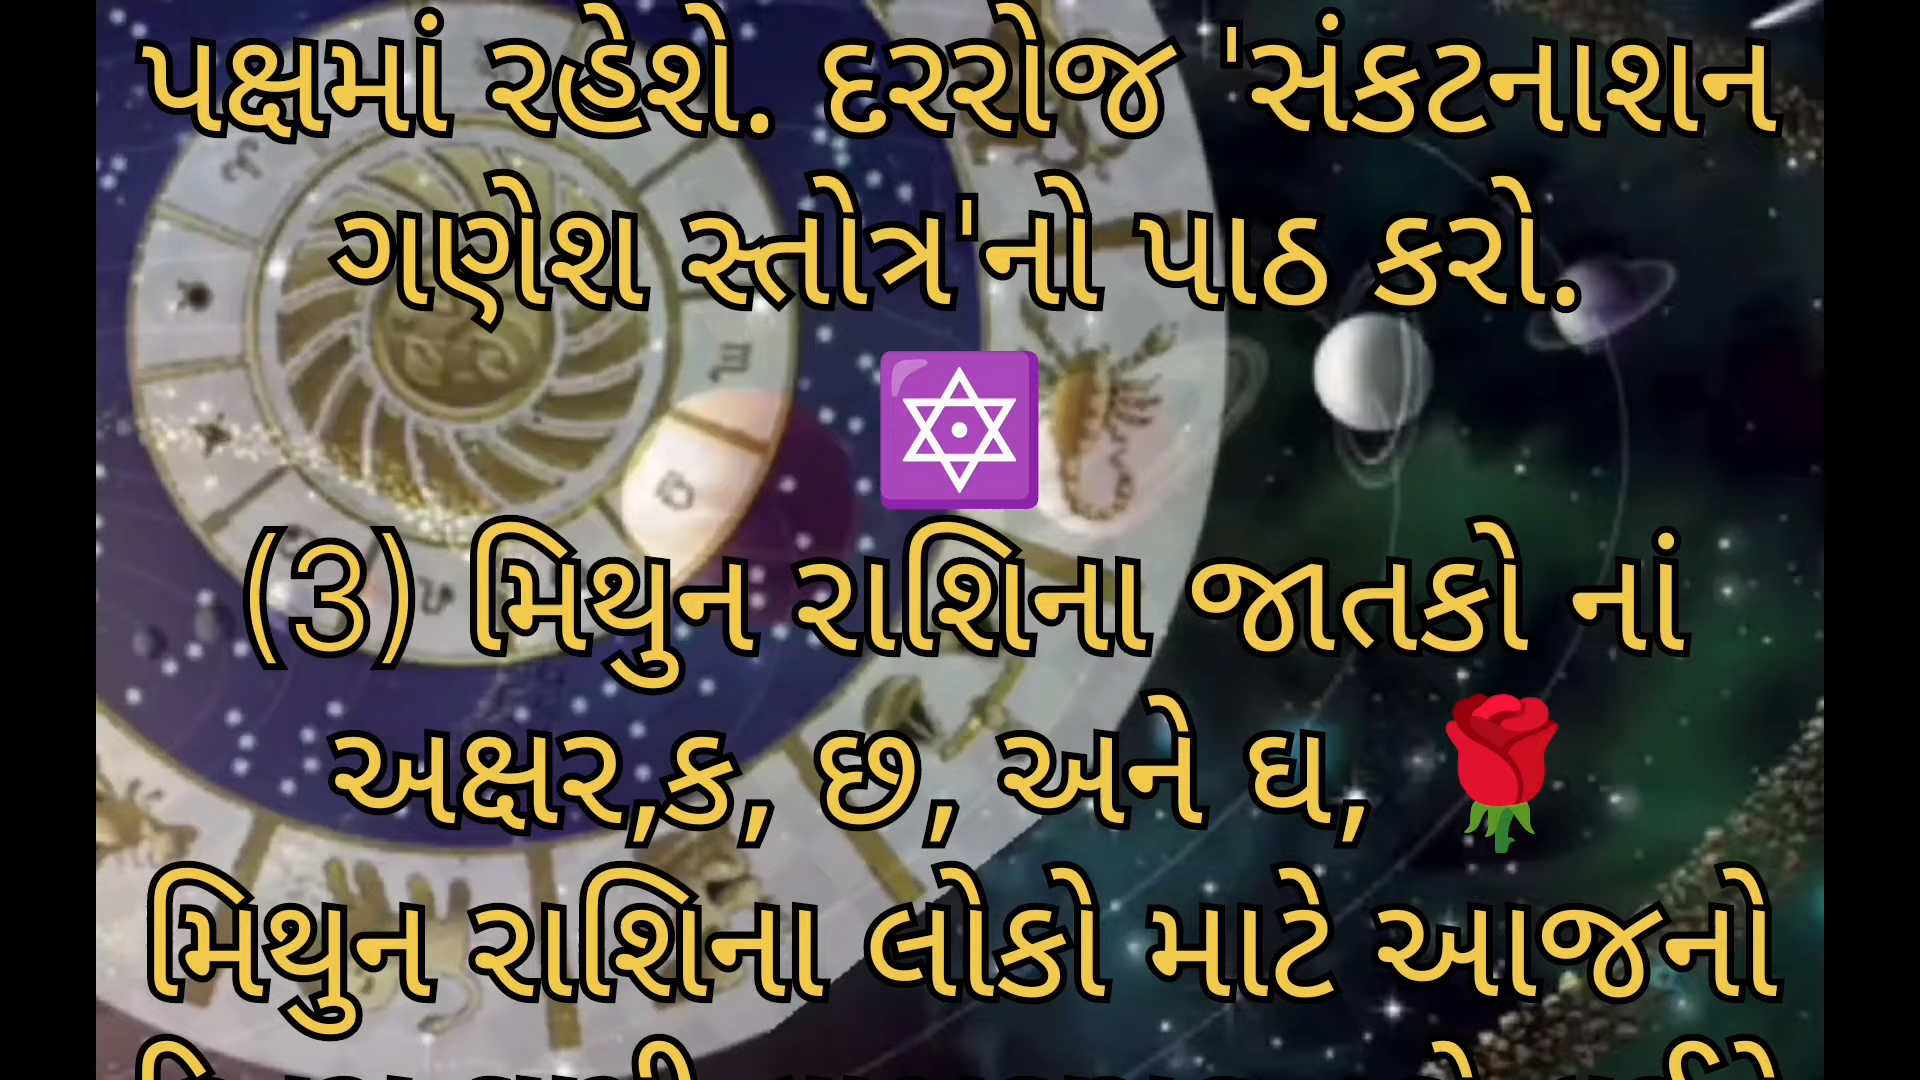 પક્ષમાં રહેશે. દરરોજ 'સંકટનાશન
ગણેશ સ્તોત્ર'નો પાઠ કરો.
🔯
(3) મિથુન રાશિના જાતકો નાં
અક્ષર,ક, છ, અને ઘ, 🌹
મિથુન રાશિના લોકો માટે આજનો